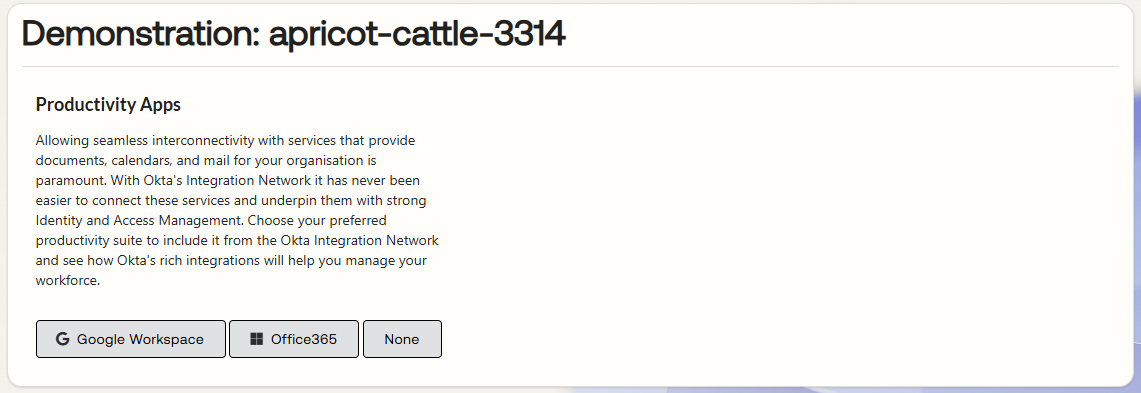 Demonstration: apricot-cattle-3314
Productivity Apps
Allowing seamless interconnectivity with services that provide
documents, calendars, and mail for your organisation is
paramount. With Okta's Integration Network it has never been
easier to connect these services and underpin them with strong
Identity and Access Management. Choose your preferred
productivity suite to include it from the Okta Integration Network
and see how Okta's rich integrations will help you manage your
workforce.
Google Workspace Office365 None